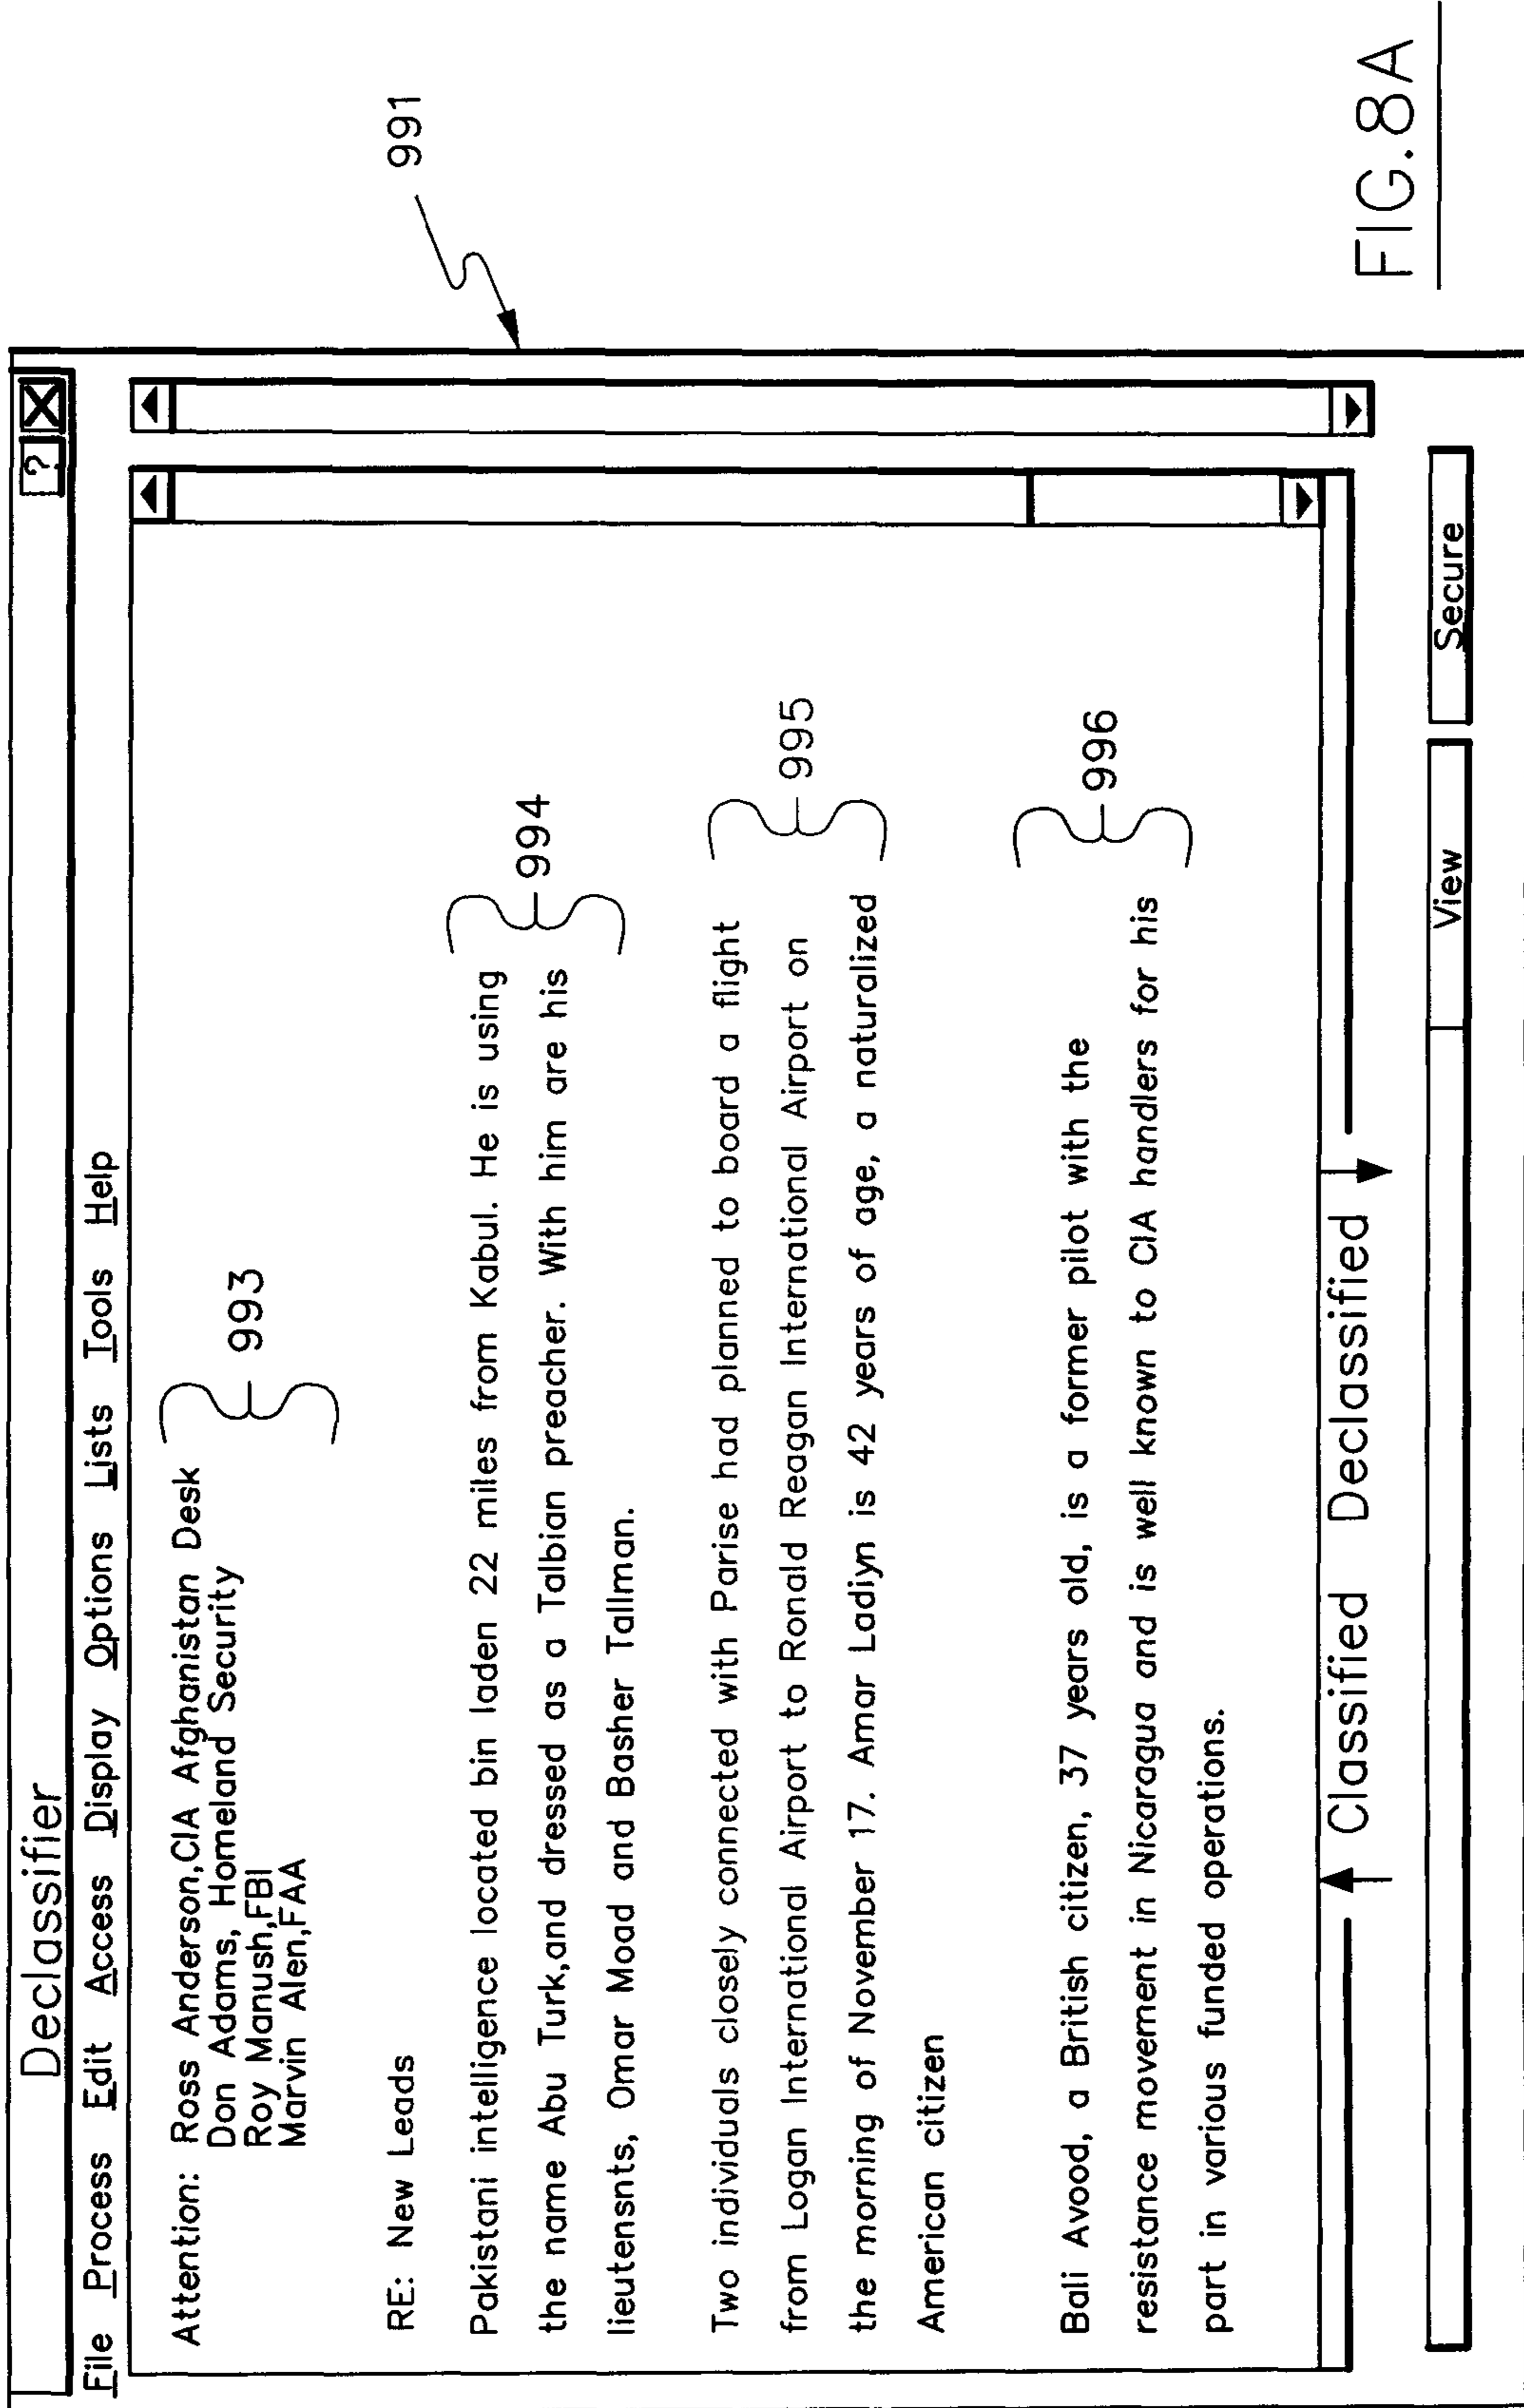 Declassifier
? X
File Process Edit Access Display Options Lists Tools Help
Attention: Ross Anderson,CIA Afghanistan Desk
Don Adams, Homeland Security
Roy Manush,FBI
Marvin Alen,FAA
993
RE: New Leads
Pakistani intelligence located bin laden 22 miles from Kabul. He is using
the name Abu Turk,and dressed as a Talbian preacher. With him are his
lieutensnts, Omar Moad and Basher Tallman.
994
Two individuals closely connected with Parise had planned to board a flight
from Logan International Airport to Ronald Reagan International Airport on
the morning of November 17. Amar Ladiyn is 42 years of age, a naturalized
American citizen
995
Bali Avood, a British citizen, 37 years old, is a former pilot with the
resistance movement in Nicaragua and is well known to CIA handlers for his
part in various funded operations.
996
Classified Declassified
View Secure
991
FIG.8A